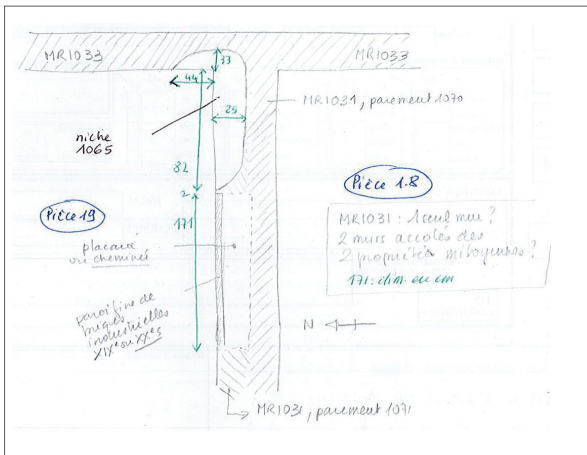 MR1033
MR1033
33
44
MR1031, parement 1070
25
niche
1065
82
Pièce 1.8
2
Pièce 19
171
MR1031 : 1 seul mur ?
2 murs accolés des
2 propriétés mitoyennes ?
171 : dim. en cm
placard
ou cheminée
paroi fine de
briques
industrielles
XIXe ou XXe s
N
MR1031, parement 1071